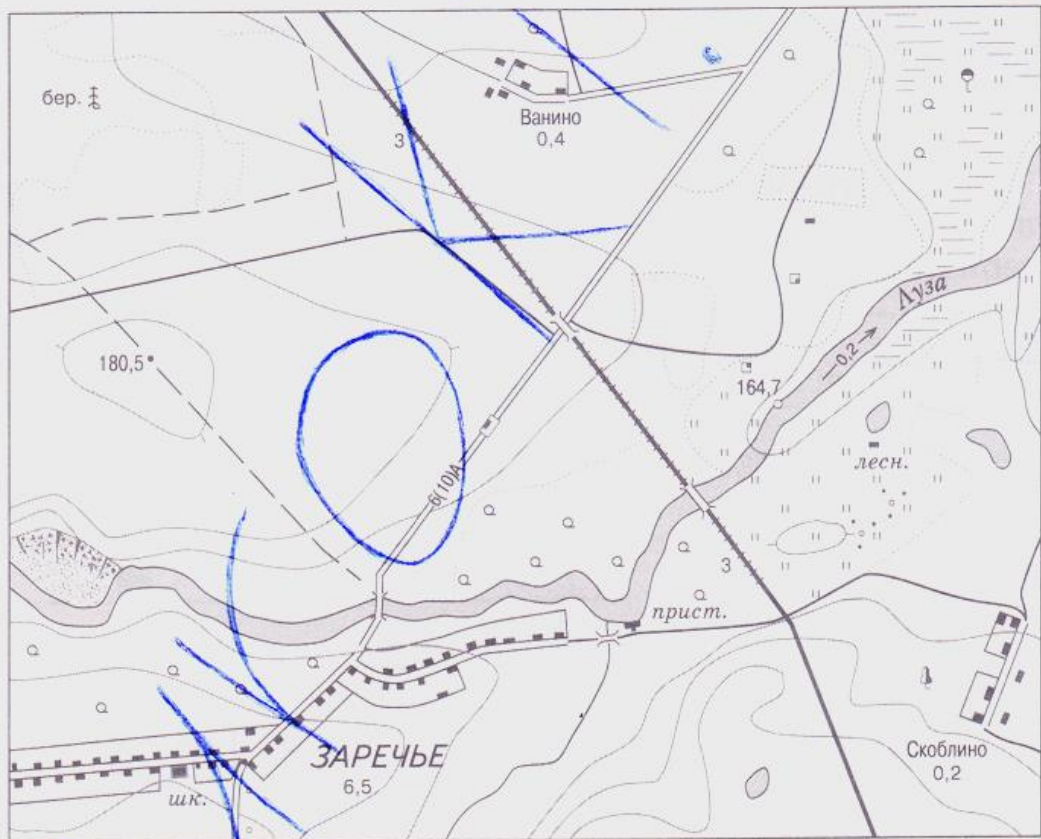 бер.
3
Ванино
0,4
180,5
Луза
0,2
164,7
6(10)А
лесн.
3
прист.
ЗАРЕЧЬЕ
6,5
шк.
Скоблино
0,2